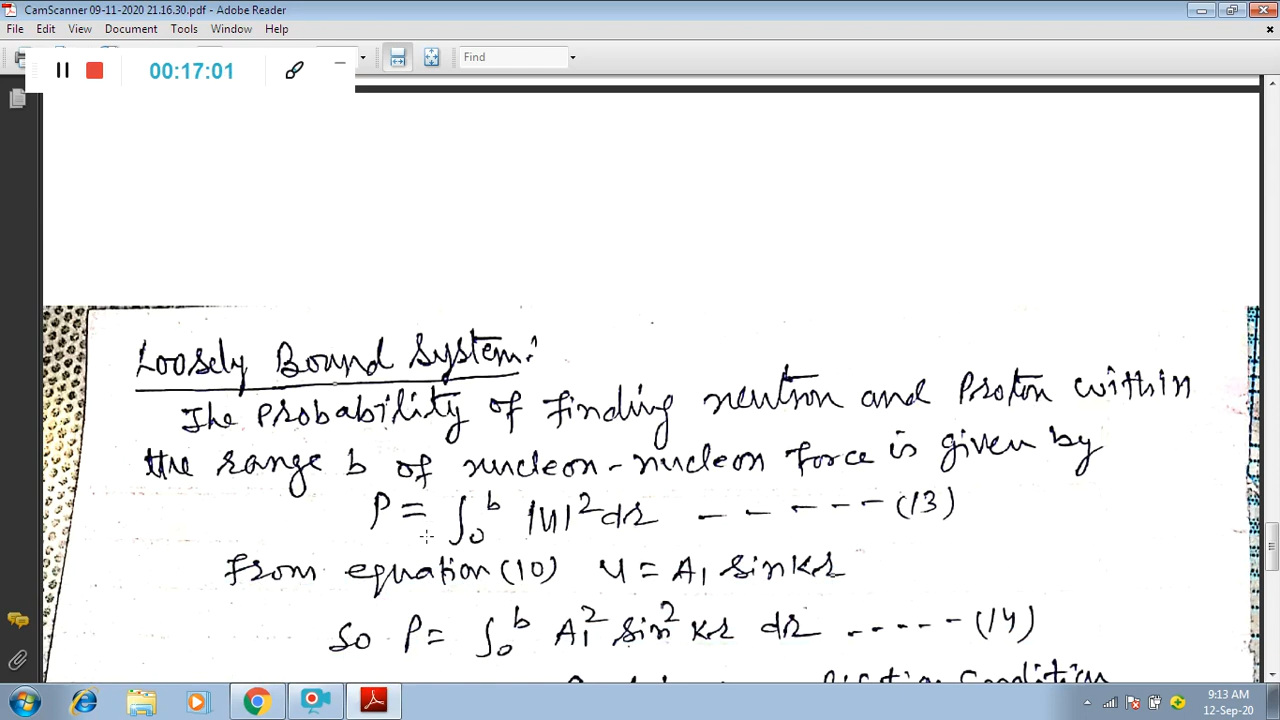 CamScanner 09-11-2020 21.16.30.pdf - Adobe Reader
File Edit View Document Tools Window Help
00:17:01
Find
Loosely Bound System:
The Probability of finding neutron and Proton within
the range b of nucleon-nucleon force is given by
P = ∫₀ᵇ |u|² dr ------(13)
From equation (10) u = A₁ sinkr
So P = ∫₀ᵇ A₁² sin² kr dr -----(14)
Condition
9:13 AM
12-Sep-20